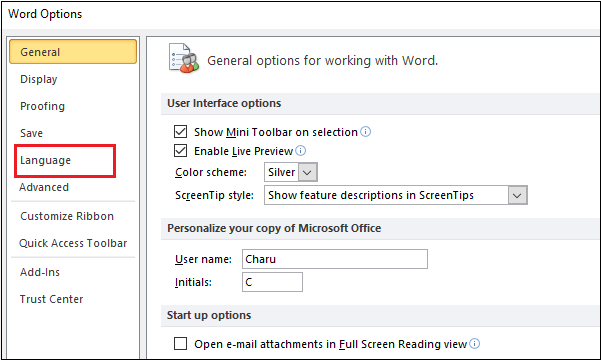 Word Options
General
Display
Proofing
Save
Language
Advanced
Customize Ribbon
Quick Access Toolbar
Add-Ins
Trust Center
General options for working with Word.
User Interface options
Show Mini Toolbar on selection
Enable Live Preview
Color scheme: Silver
ScreenTip style: Show feature descriptions in ScreenTips
Personalize your copy of Microsoft Office
User name: Charu
Initials: C
Start up options
Open e-mail attachments in Full Screen Reading view